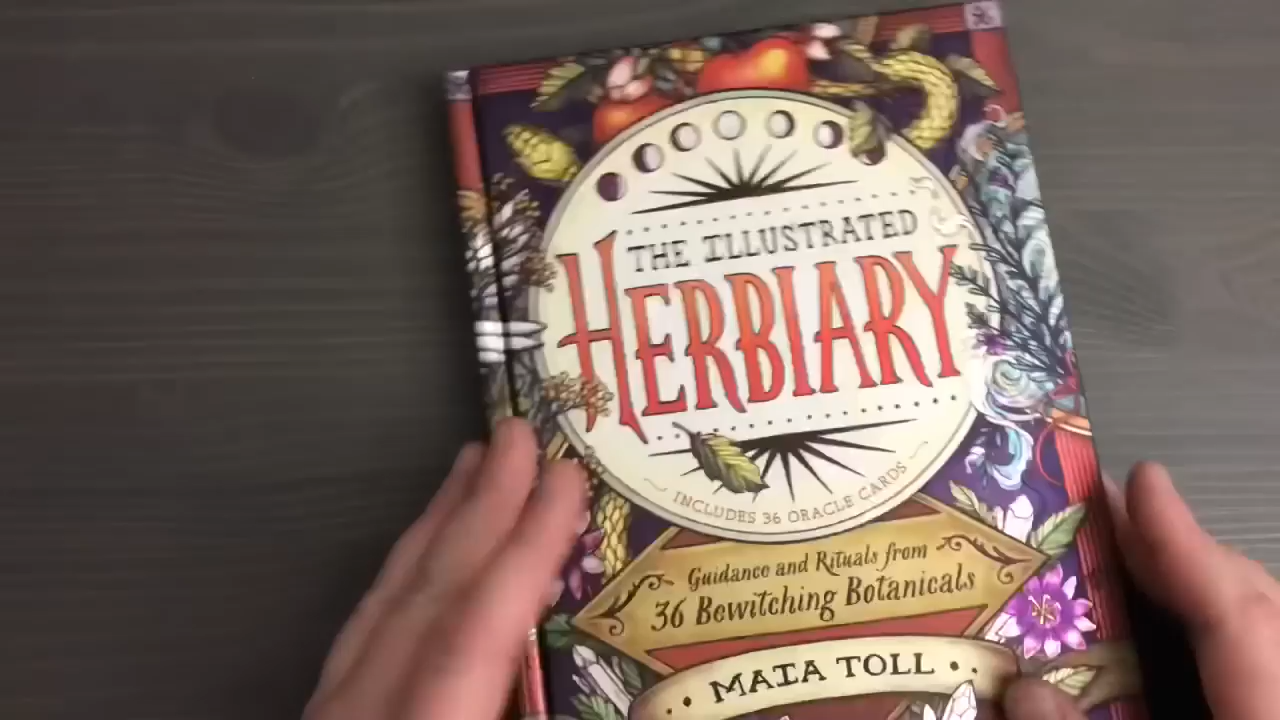 THE ILLUSTRATED
HERBIARY
INCLUDES 36 ORACLE CARDS
Guidance and Rituals from
36 Bewitching Botanicals
MAIA TOLL